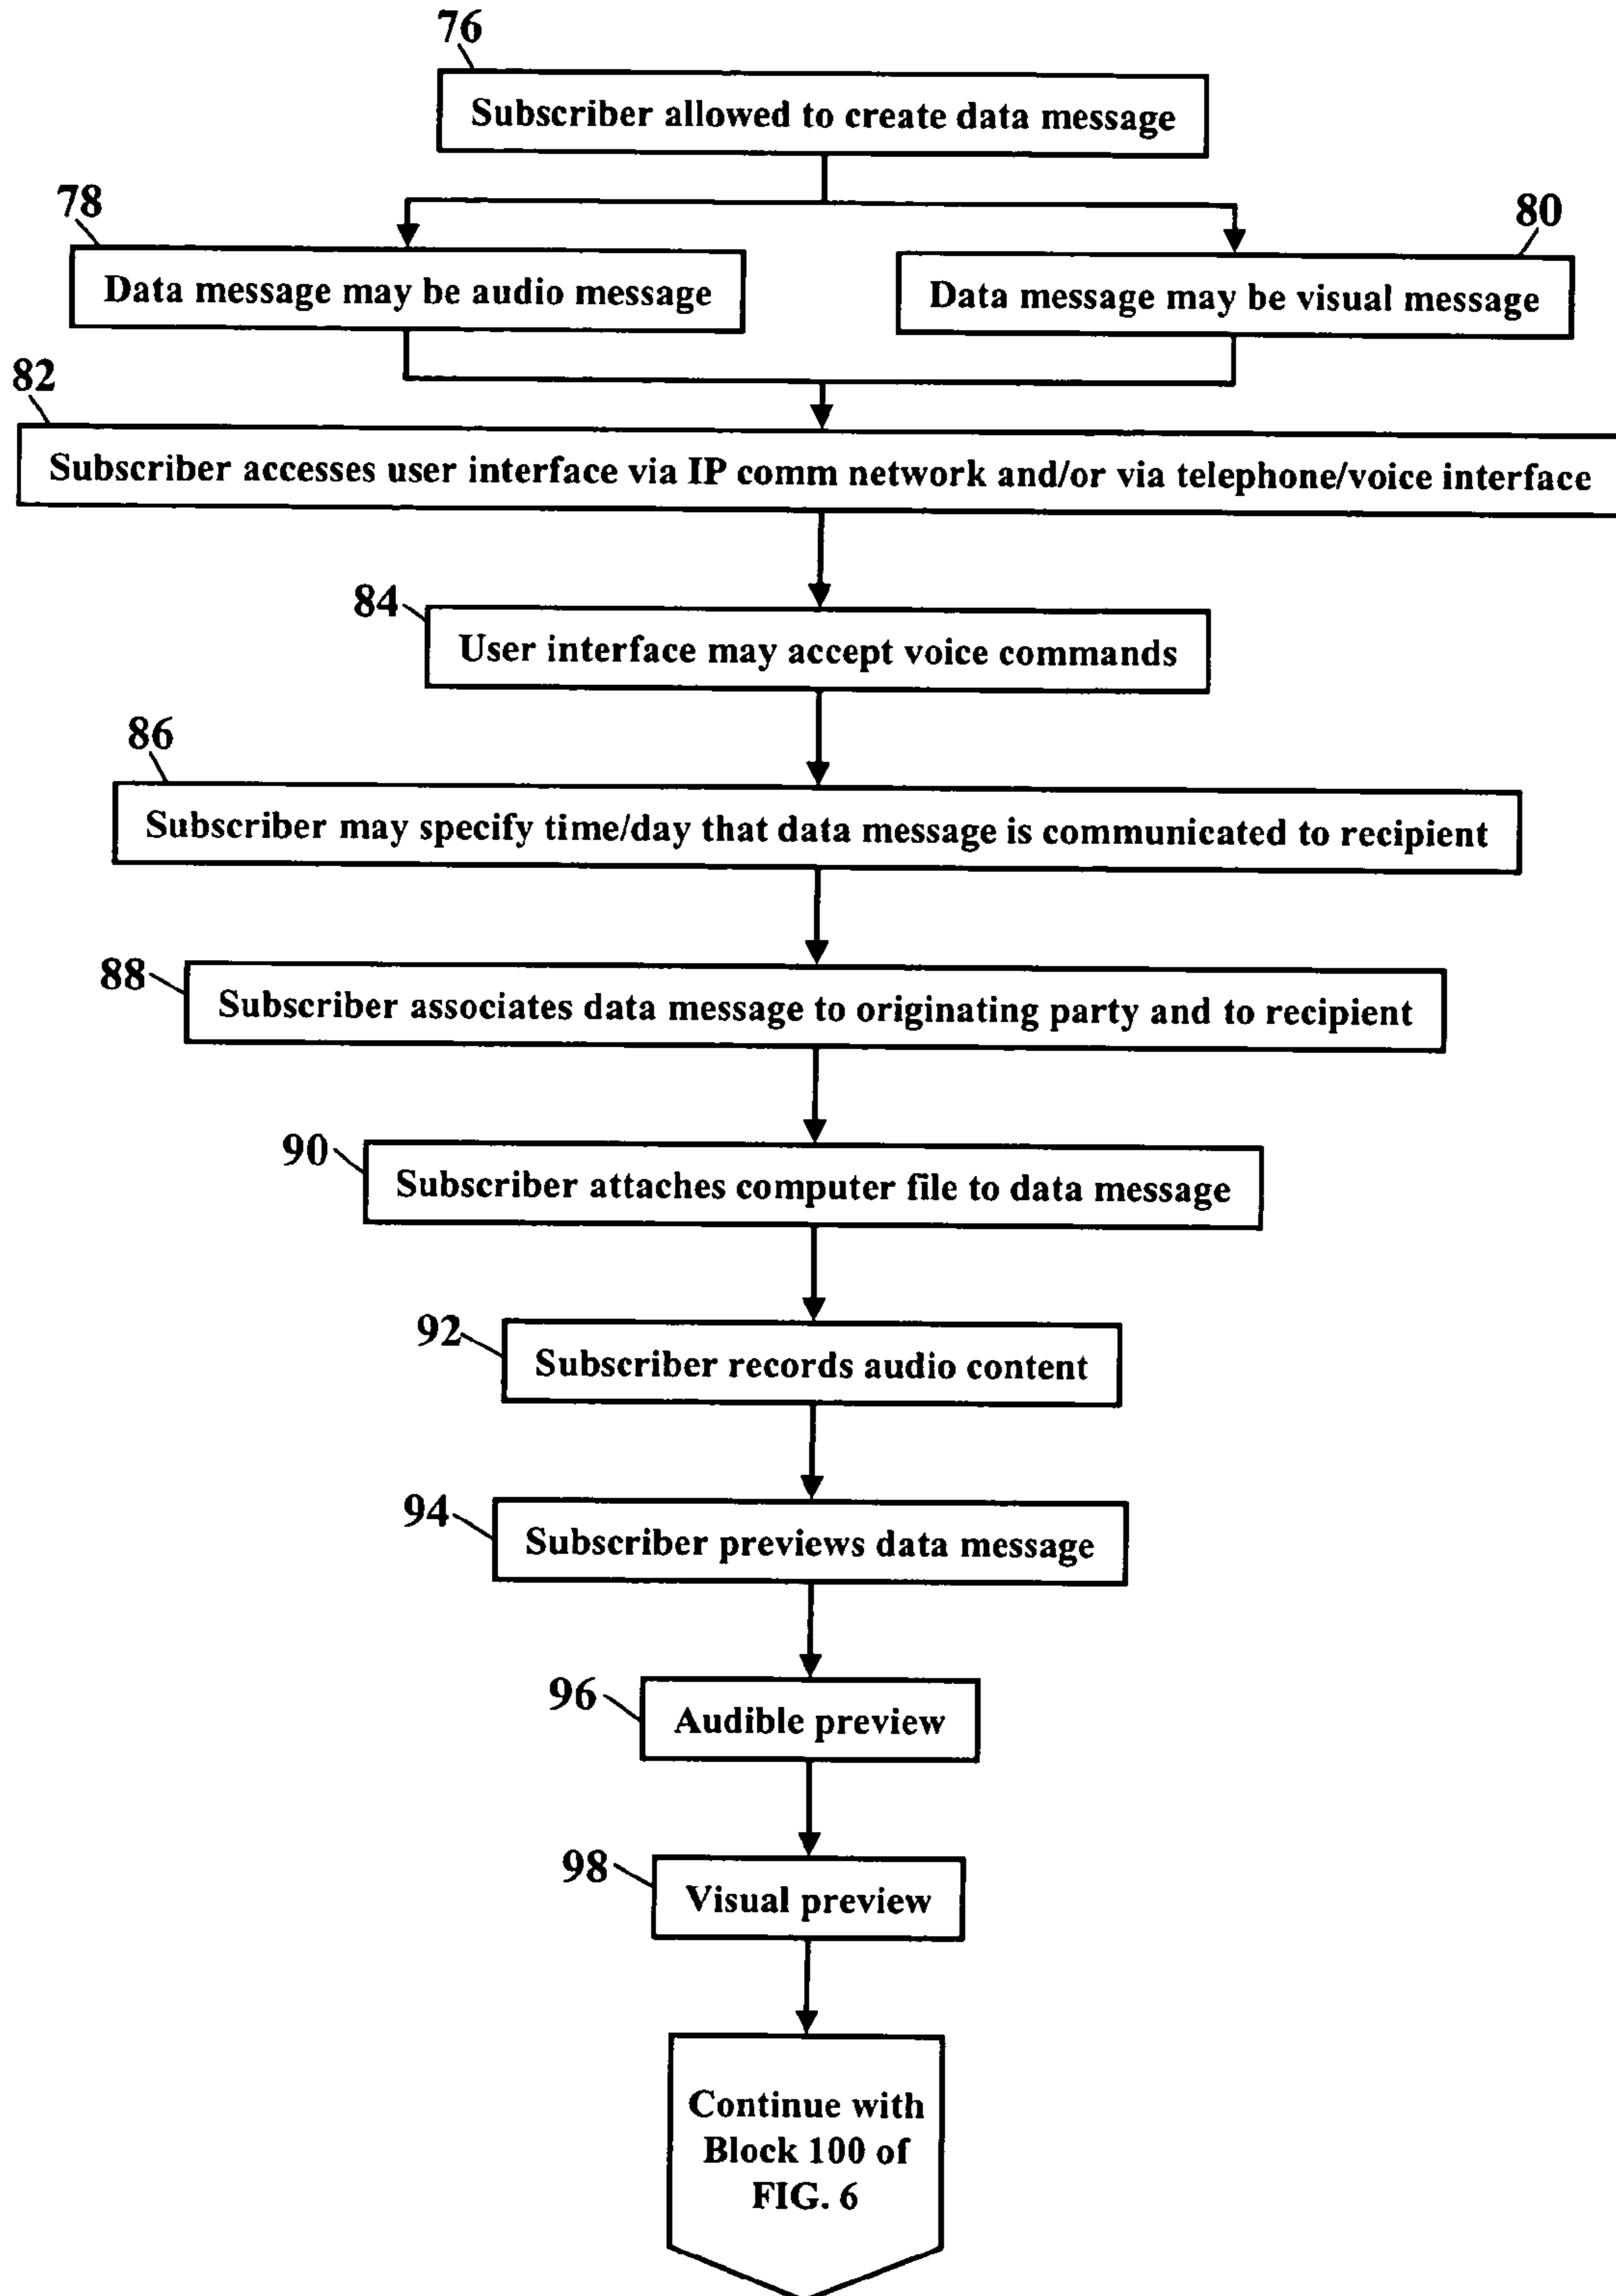 76
Subscriber allowed to create data message
78
80
Data message may be audio message
Data message may be visual message
82
Subscriber accesses user interface via IP comm network and/or via telephone/voice interface
84
User interface may accept voice commands
86
Subscriber may specify time/day that data message is communicated to recipient
88
Subscriber associates data message to originating party and to recipient
90
Subscriber attaches computer file to data message
92
Subscriber records audio content
94
Subscriber previews data message
96
Audible preview
98
Visual preview
Continue with
Block 100 of
FIG. 6